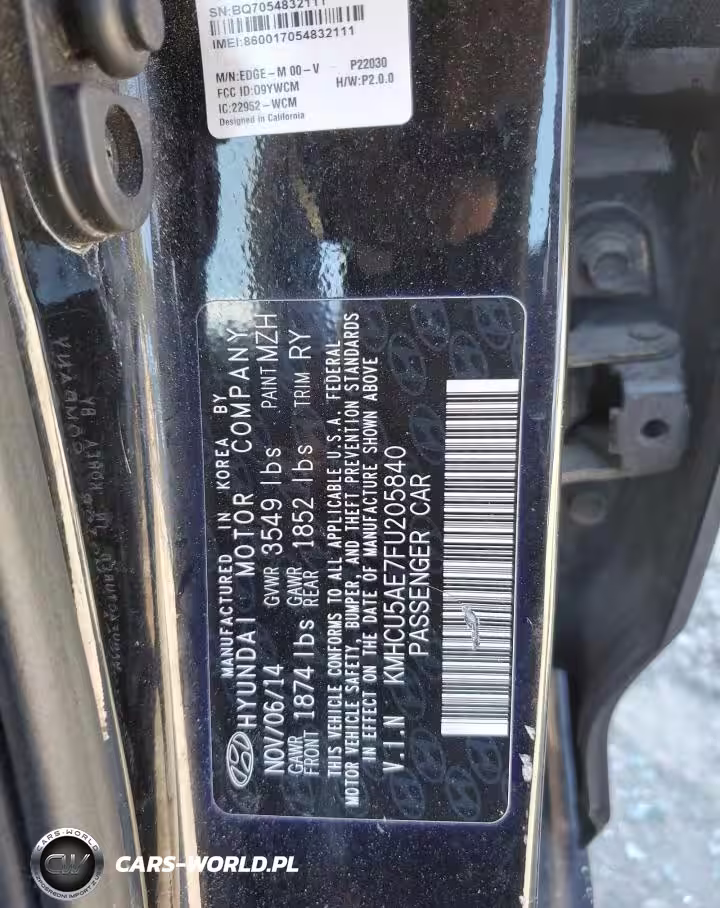 SN:BQ7054832111
IMEI:860017054832111
M/N:EDGE-M 00-V P22030
FCC ID:O9YWCM H/W:P2.0.0
IC:22952-WCM
Designed in California
MANUFACTURED IN KOREA BY
HYUNDAI MOTOR COMPANY
NOV/06/14 GVWR 3549 lbs PAINT MZH
GAWR FRONT 1874 lbs GAWR REAR 1852 lbs TRIM RY
THIS VEHICLE CONFORMS TO ALL APPLICABLE U.S.A. FEDERAL
MOTOR VEHICLE SAFETY, BUMPER, AND THEFT PREVENTION STANDARDS
IN EFFECT ON THE DATE OF MANUFACTURE SHOWN ABOVE
V.I.N KMHCU5AE7FU205840
PASSENGER CAR
CARS-WORLD
CW
CARS-WORLD.PL